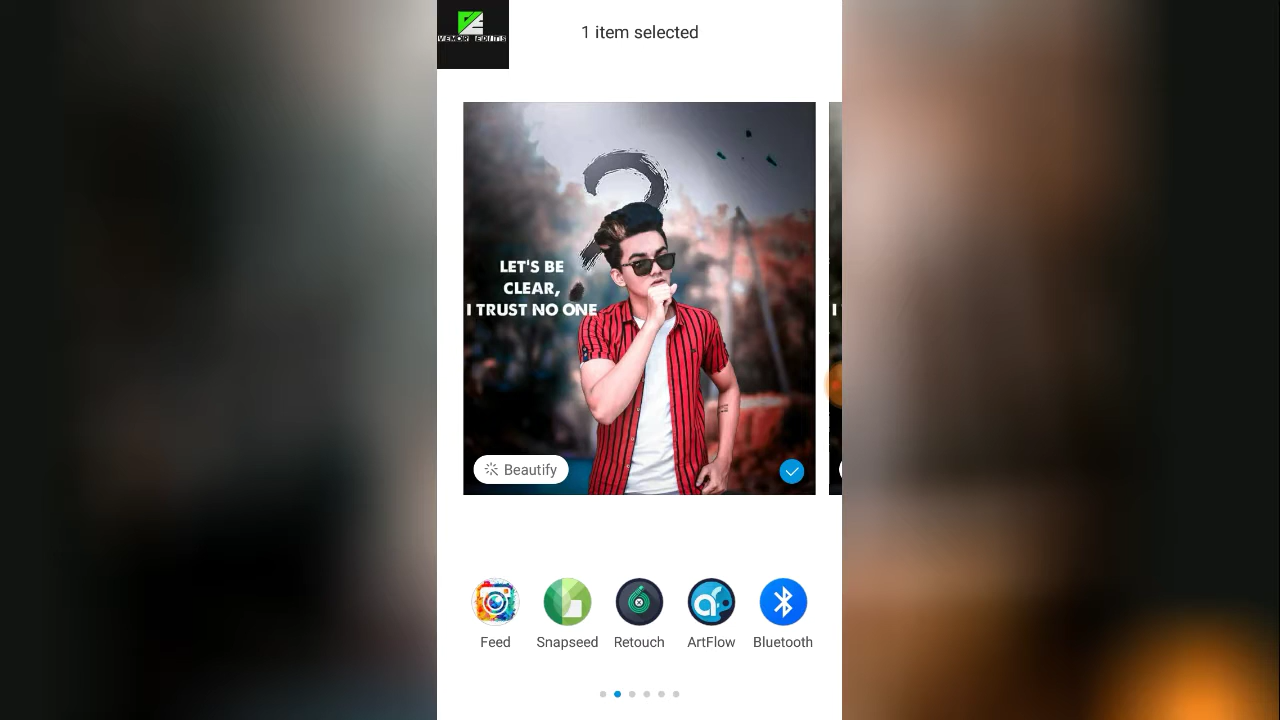 1 item selected
LET'S BE
CLEAR,
I TRUST NO ONE
I
Beautify
Feed
Snapseed
Retouch
ArtFlow
Bluetooth